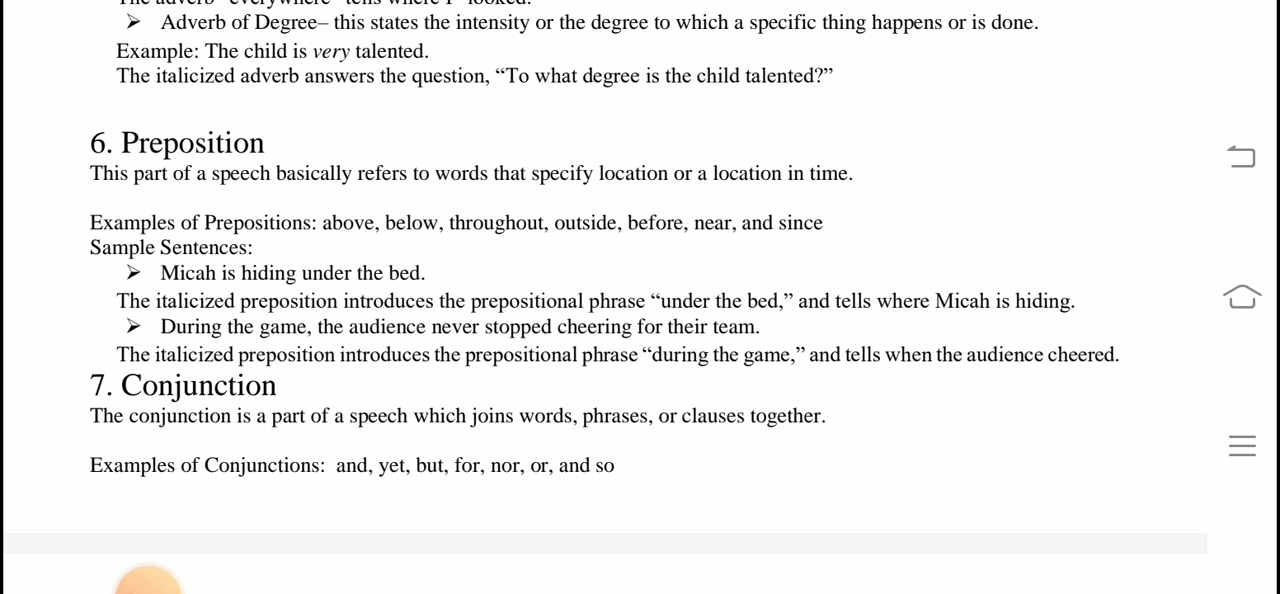 ➢ Adverb of Degree– this states the intensity or the degree to which a specific thing happens or is done.
Example: The child is very talented.
The italicized adverb answers the question, “To what degree is the child talented?”
6. Preposition
This part of a speech basically refers to words that specify location or a location in time.
Examples of Prepositions: above, below, throughout, outside, before, near, and since
Sample Sentences:
➢ Micah is hiding under the bed.
The italicized preposition introduces the prepositional phrase “under the bed,” and tells where Micah is hiding.
➢ During the game, the audience never stopped cheering for their team.
The italicized preposition introduces the prepositional phrase “during the game,” and tells when the audience cheered.
7. Conjunction
The conjunction is a part of a speech which joins words, phrases, or clauses together.
Examples of Conjunctions: and, yet, but, for, nor, or, and so